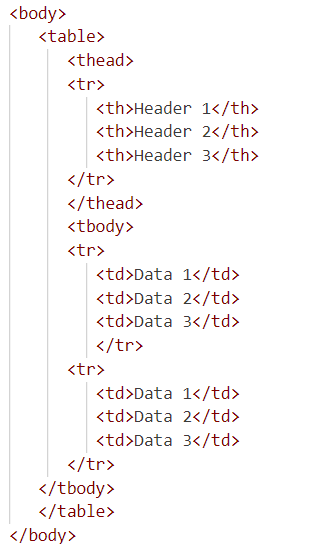 <body>
<table>
<thead>
<tr>
<th>Header 1</th>
<th>Header 2</th>
<th>Header 3</th>
</tr>
</thead>
<tbody>
<tr>
<td>Data 1</td>
<td>Data 2</td>
<td>Data 3</td>
</tr>
<tr>
<td>Data 1</td>
<td>Data 2</td>
<td>Data 3</td>
</tr>
</tbody>
</table>
</body>